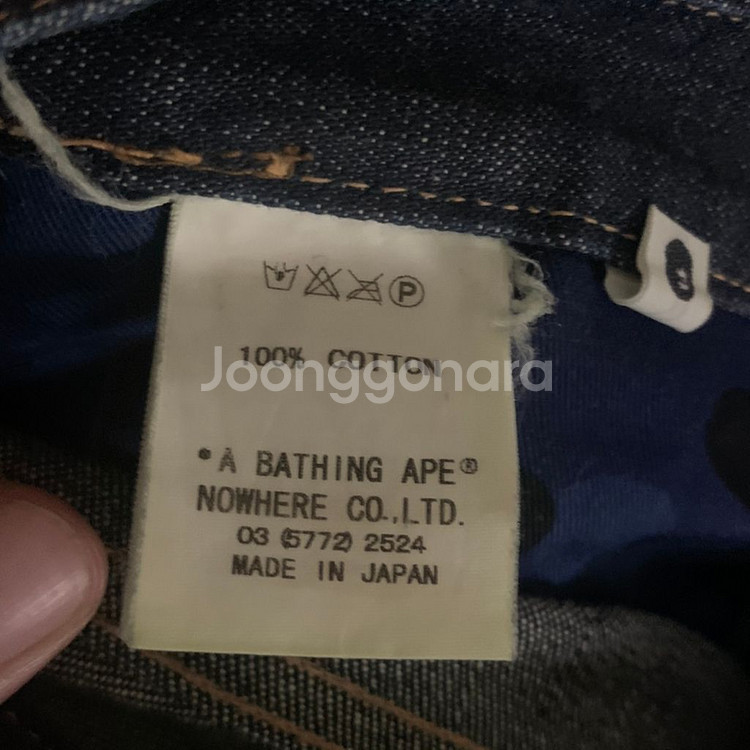 P
100% COTTON
Joonggonara
"A BATHING APE®
NOWHERE CO.,LTD.
03 (5772) 2524
MADE IN JAPAN